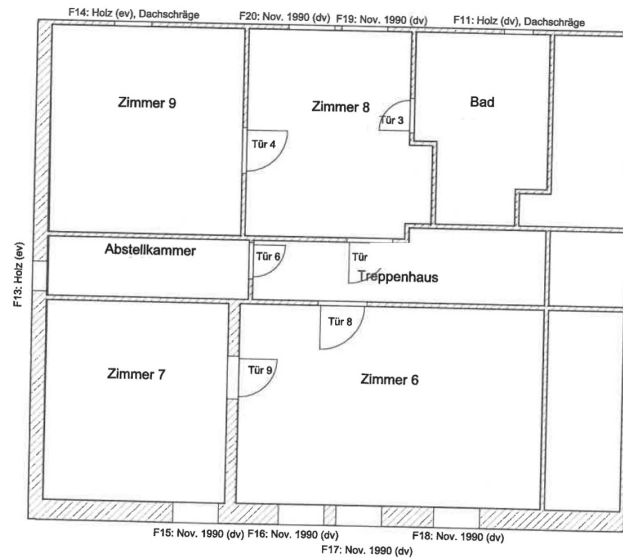 F14: Holz (ev), Dachschräge
F20: Nov. 1990 (dv)
F19: Nov. 1990 (dv)
F11: Holz (dv), Dachschräge
Zimmer 9
Zimmer 8
Bad
Tür 3
Tür 4
Abstellkammer
Tür 6
Tür
Treppenhaus
F13: Holz (ev)
Tür 8
Zimmer 7
Tür 9
Zimmer 6
F15: Nov. 1990 (dv)
F16: Nov. 1990 (dv)
F18: Nov. 1990 (dv)
F17: Nov. 1990 (dv)